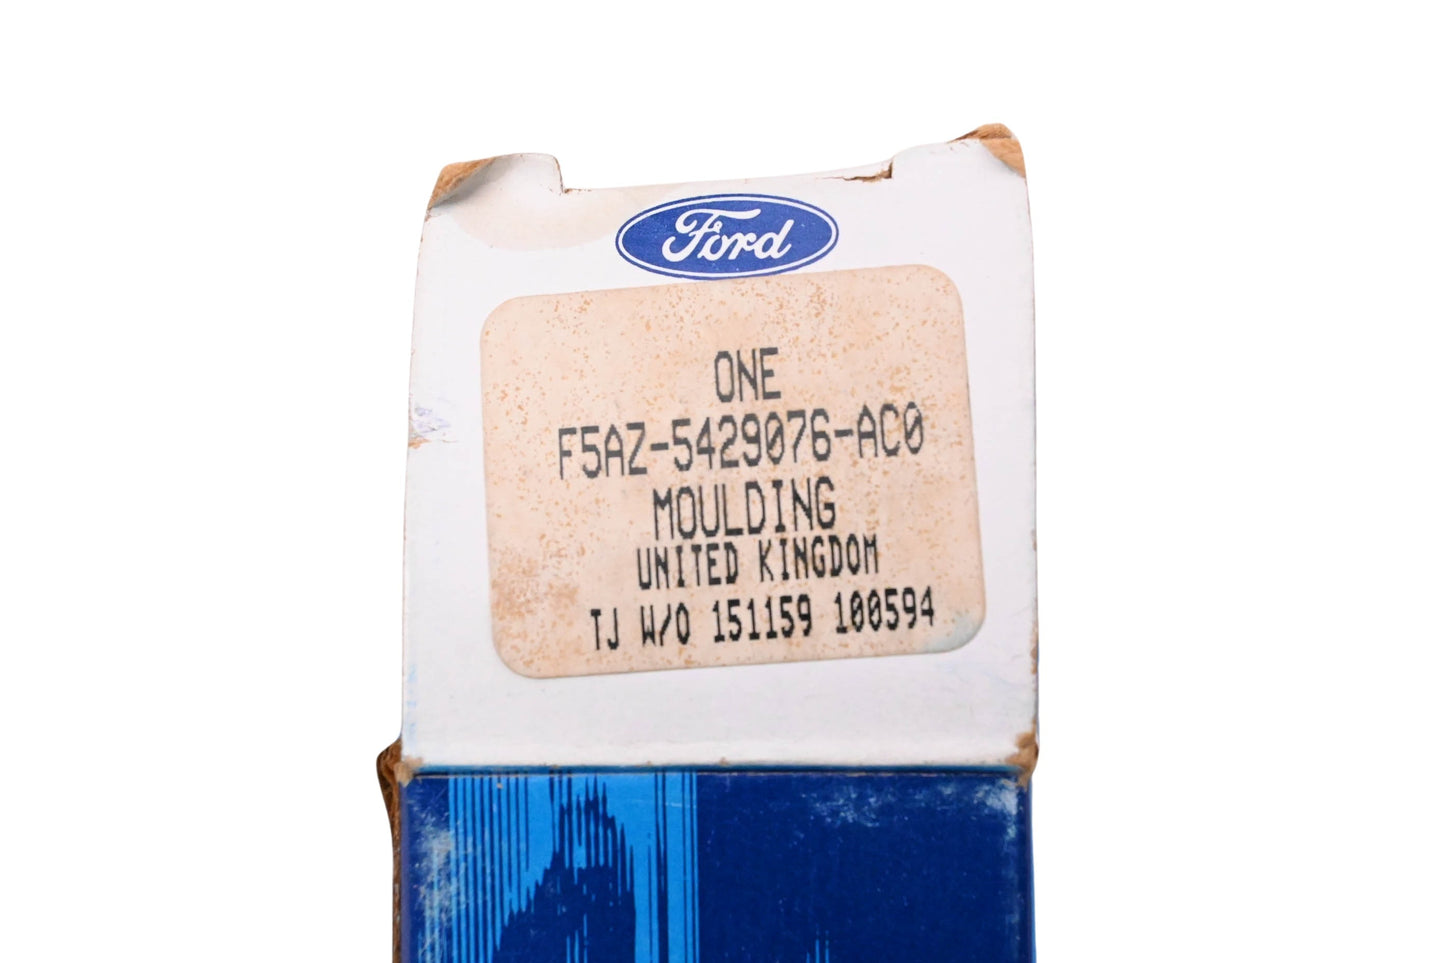 Ford
ONE
F5AZ-5429076-AC0
MOULDING
UNITED KINGDOM
TJ W/O 151159 100594